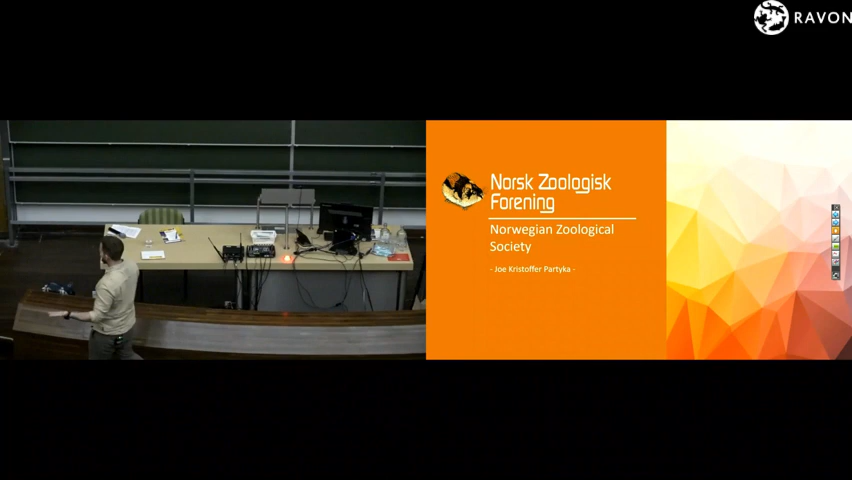 RAVON
Norsk Zoologisk
Forening
Norwegian Zoological
Society
- Joe Kristoffer Partyka -